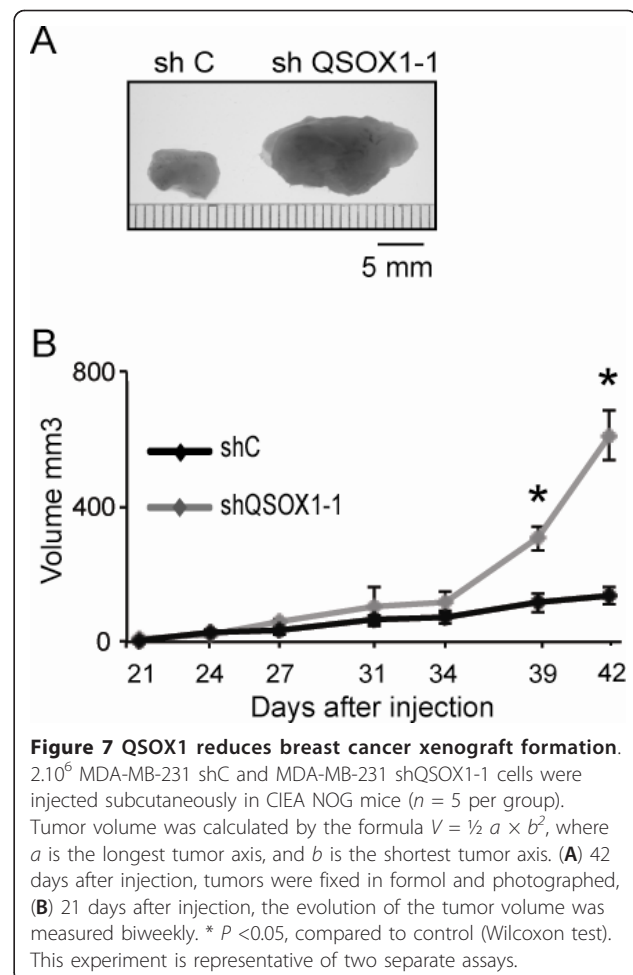 A
sh C sh QSOX1-1
5 mm
B
800
400
0
Volume mm3
shC
shQSOX1-1
*
*
21 24 27 31 34 39 42
Days after injection
Figure 7 QSOX1 reduces breast cancer xenograft formation.
2.10⁶ MDA-MB-231 shC and MDA-MB-231 shQSOX1-1 cells were
injected subcutaneously in CIEA NOG mice (n = 5 per group).
Tumor volume was calculated by the formula V = ½ a × b², where
a is the longest tumor axis, and b is the shortest tumor axis. (A) 42
days after injection, tumors were fixed in formol and photographed,
(B) 21 days after injection, the evolution of the tumor volume was
measured biweekly. * P <0.05, compared to control (Wilcoxon test).
This experiment is representative of two separate assays.